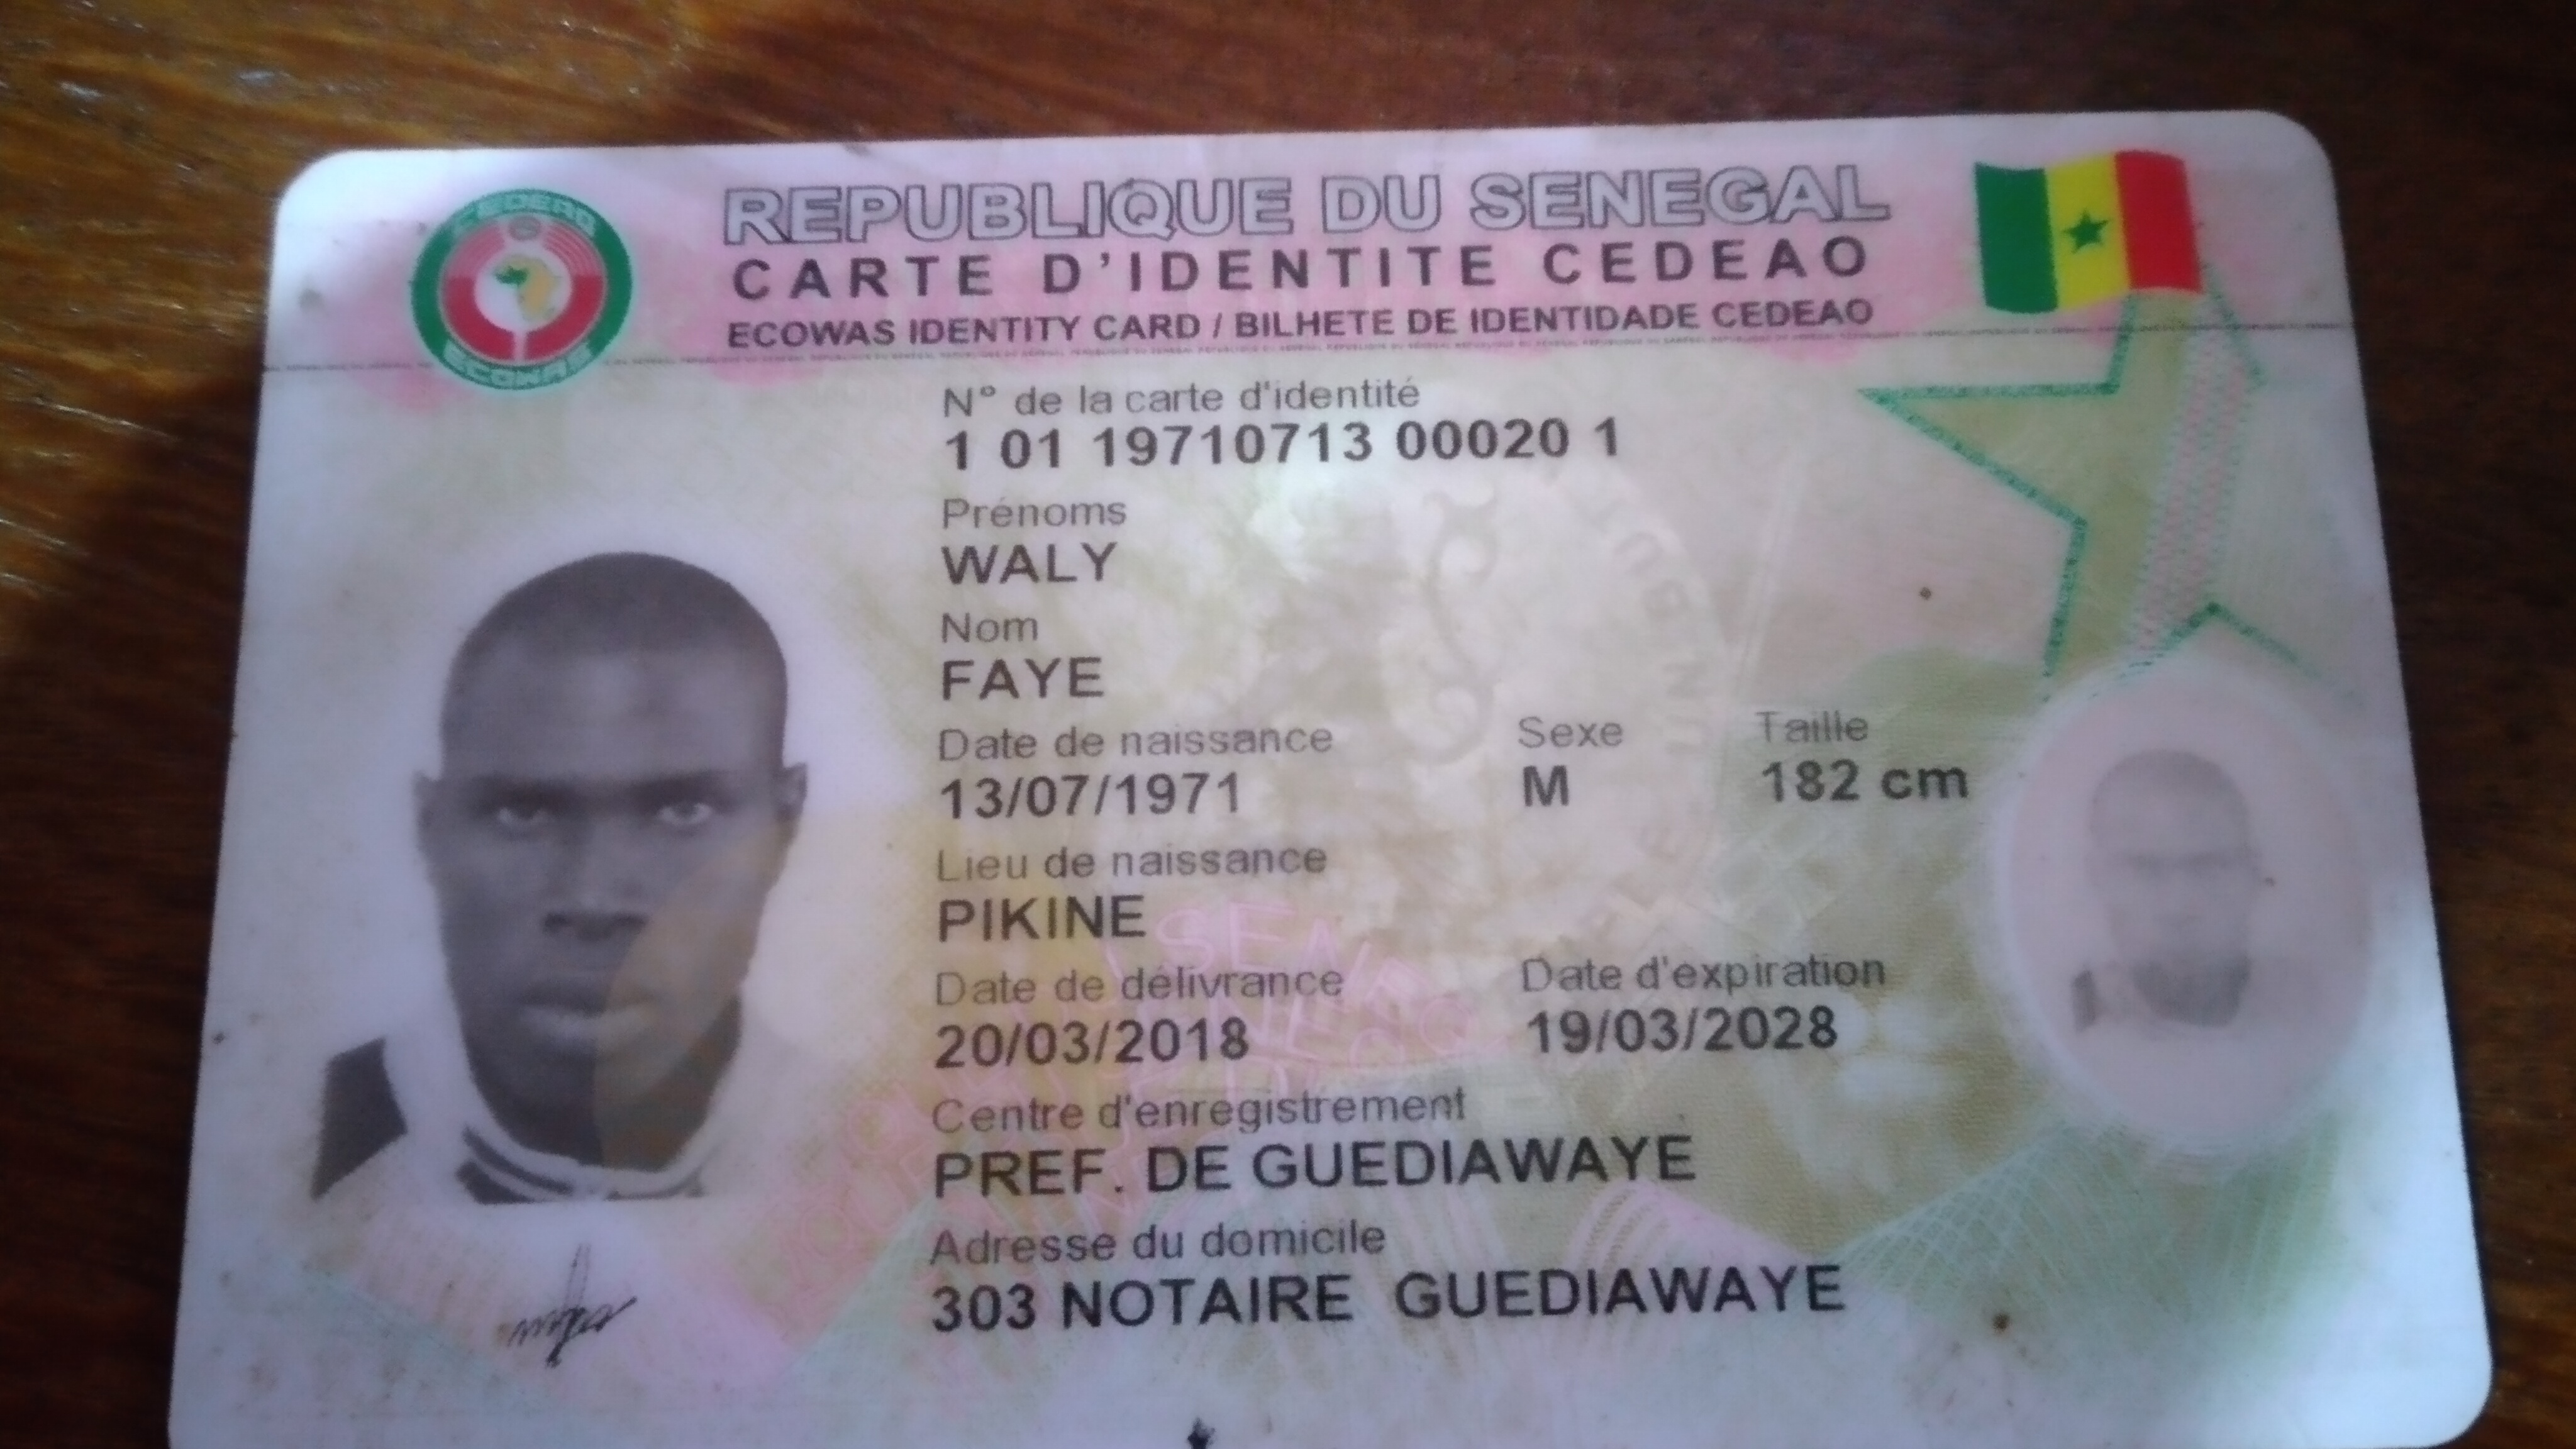 CEDEAO
ECOWAS
REPUBLIQUE DU SENEGAL
CARTE D'IDENTITE CEDEAO
ECOWAS IDENTITY CARD / BILHETE DE IDENTIDADE CEDEAO
N° de la carte d'identité
1 01 19710713 00020 1
Prénoms
WALY
Nom
FAYE
Date de naissance Sexe Taille
13/07/1971 M 182 cm
Lieu de naissance
PIKINE
Date de délivrance Date d'expiration
20/03/2018 19/03/2028
Centre d'enregistrement
PREF. DE GUEDIAWAYE
Adresse du domicile
303 NOTAIRE GUEDIAWAYE